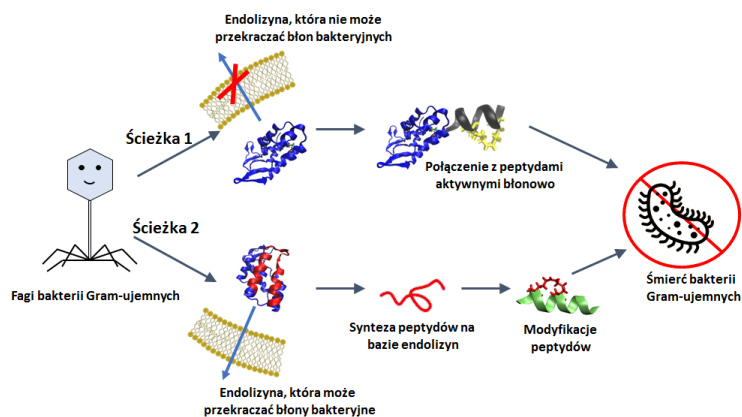 Endolizyna, która nie może
przekraczać błon bakteryjnych
Ścieżka 1
Połączenie z peptydami
aktywnymi błonowo
Ścieżka 2
Fagi bakterii Gram-ujemnych
Śmierć bakterii
Gram-ujemnych
Synteza peptydów na
bazie endolizyn
Modyfikacje
peptydów
Endolizyna, która może
przekraczać błony bakteryjne